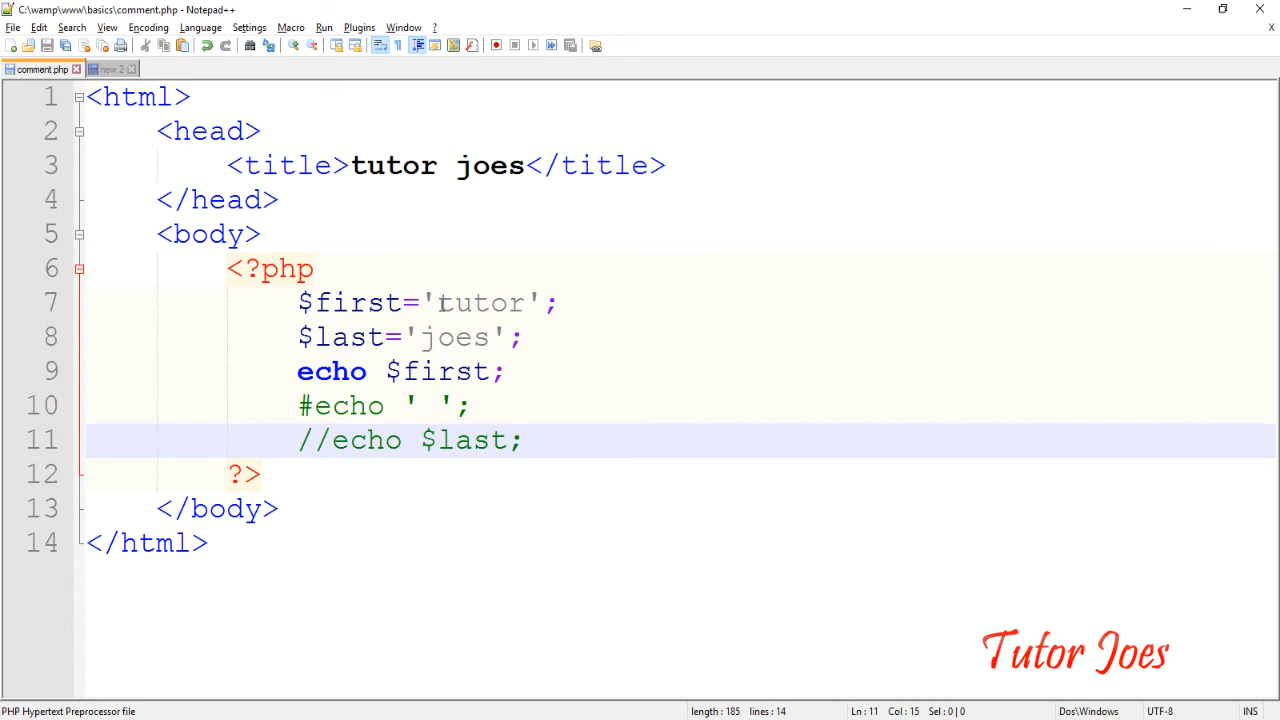 C:\wamp\www\basics\comment.php - Notepad++
File Edit Search View Encoding Language Settings Macro Run Plugins Window ? X
comment.php new 2
1 <html>
2 <head>
3 <title>tutor joes</title>
4 </head>
5 <body>
6 <?php
7 $first='tutor';
8 $last='joes';
9 echo $first;
10 #echo ' ';
11 //echo $last;
12 ?>
13 </body>
14 </html>
Tutor Joes
PHP Hypertext Preprocessor file length : 185 lines : 14 Ln : 11 Col : 15 Sel : 0 | 0 Dos\Windows UTF-8 INS